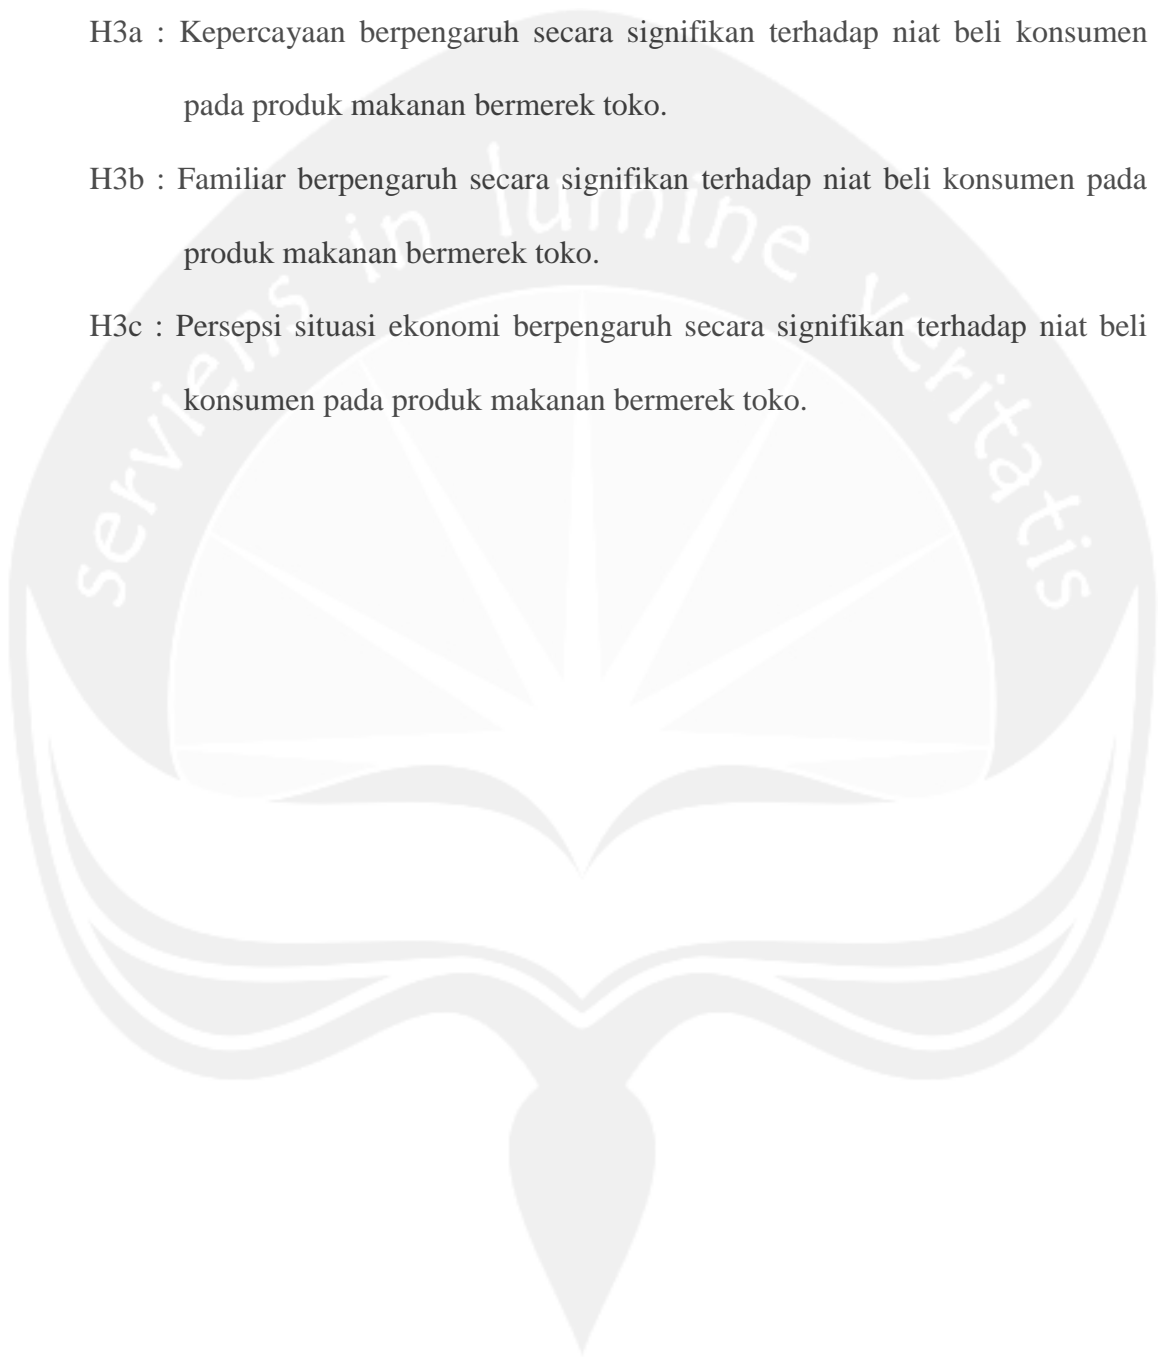 H3a : Kepercayaan berpengaruh secara signifikan terhadap niat beli konsumen
pada produk makanan bermerek toko.
H3b : Familiar berpengaruh secara signifikan terhadap niat beli konsumen pada
produk makanan bermerek toko.
H3c : Persepsi situasi ekonomi berpengaruh secara signifikan terhadap niat beli
konsumen pada produk makanan bermerek toko.
serviens in lumine veritatis